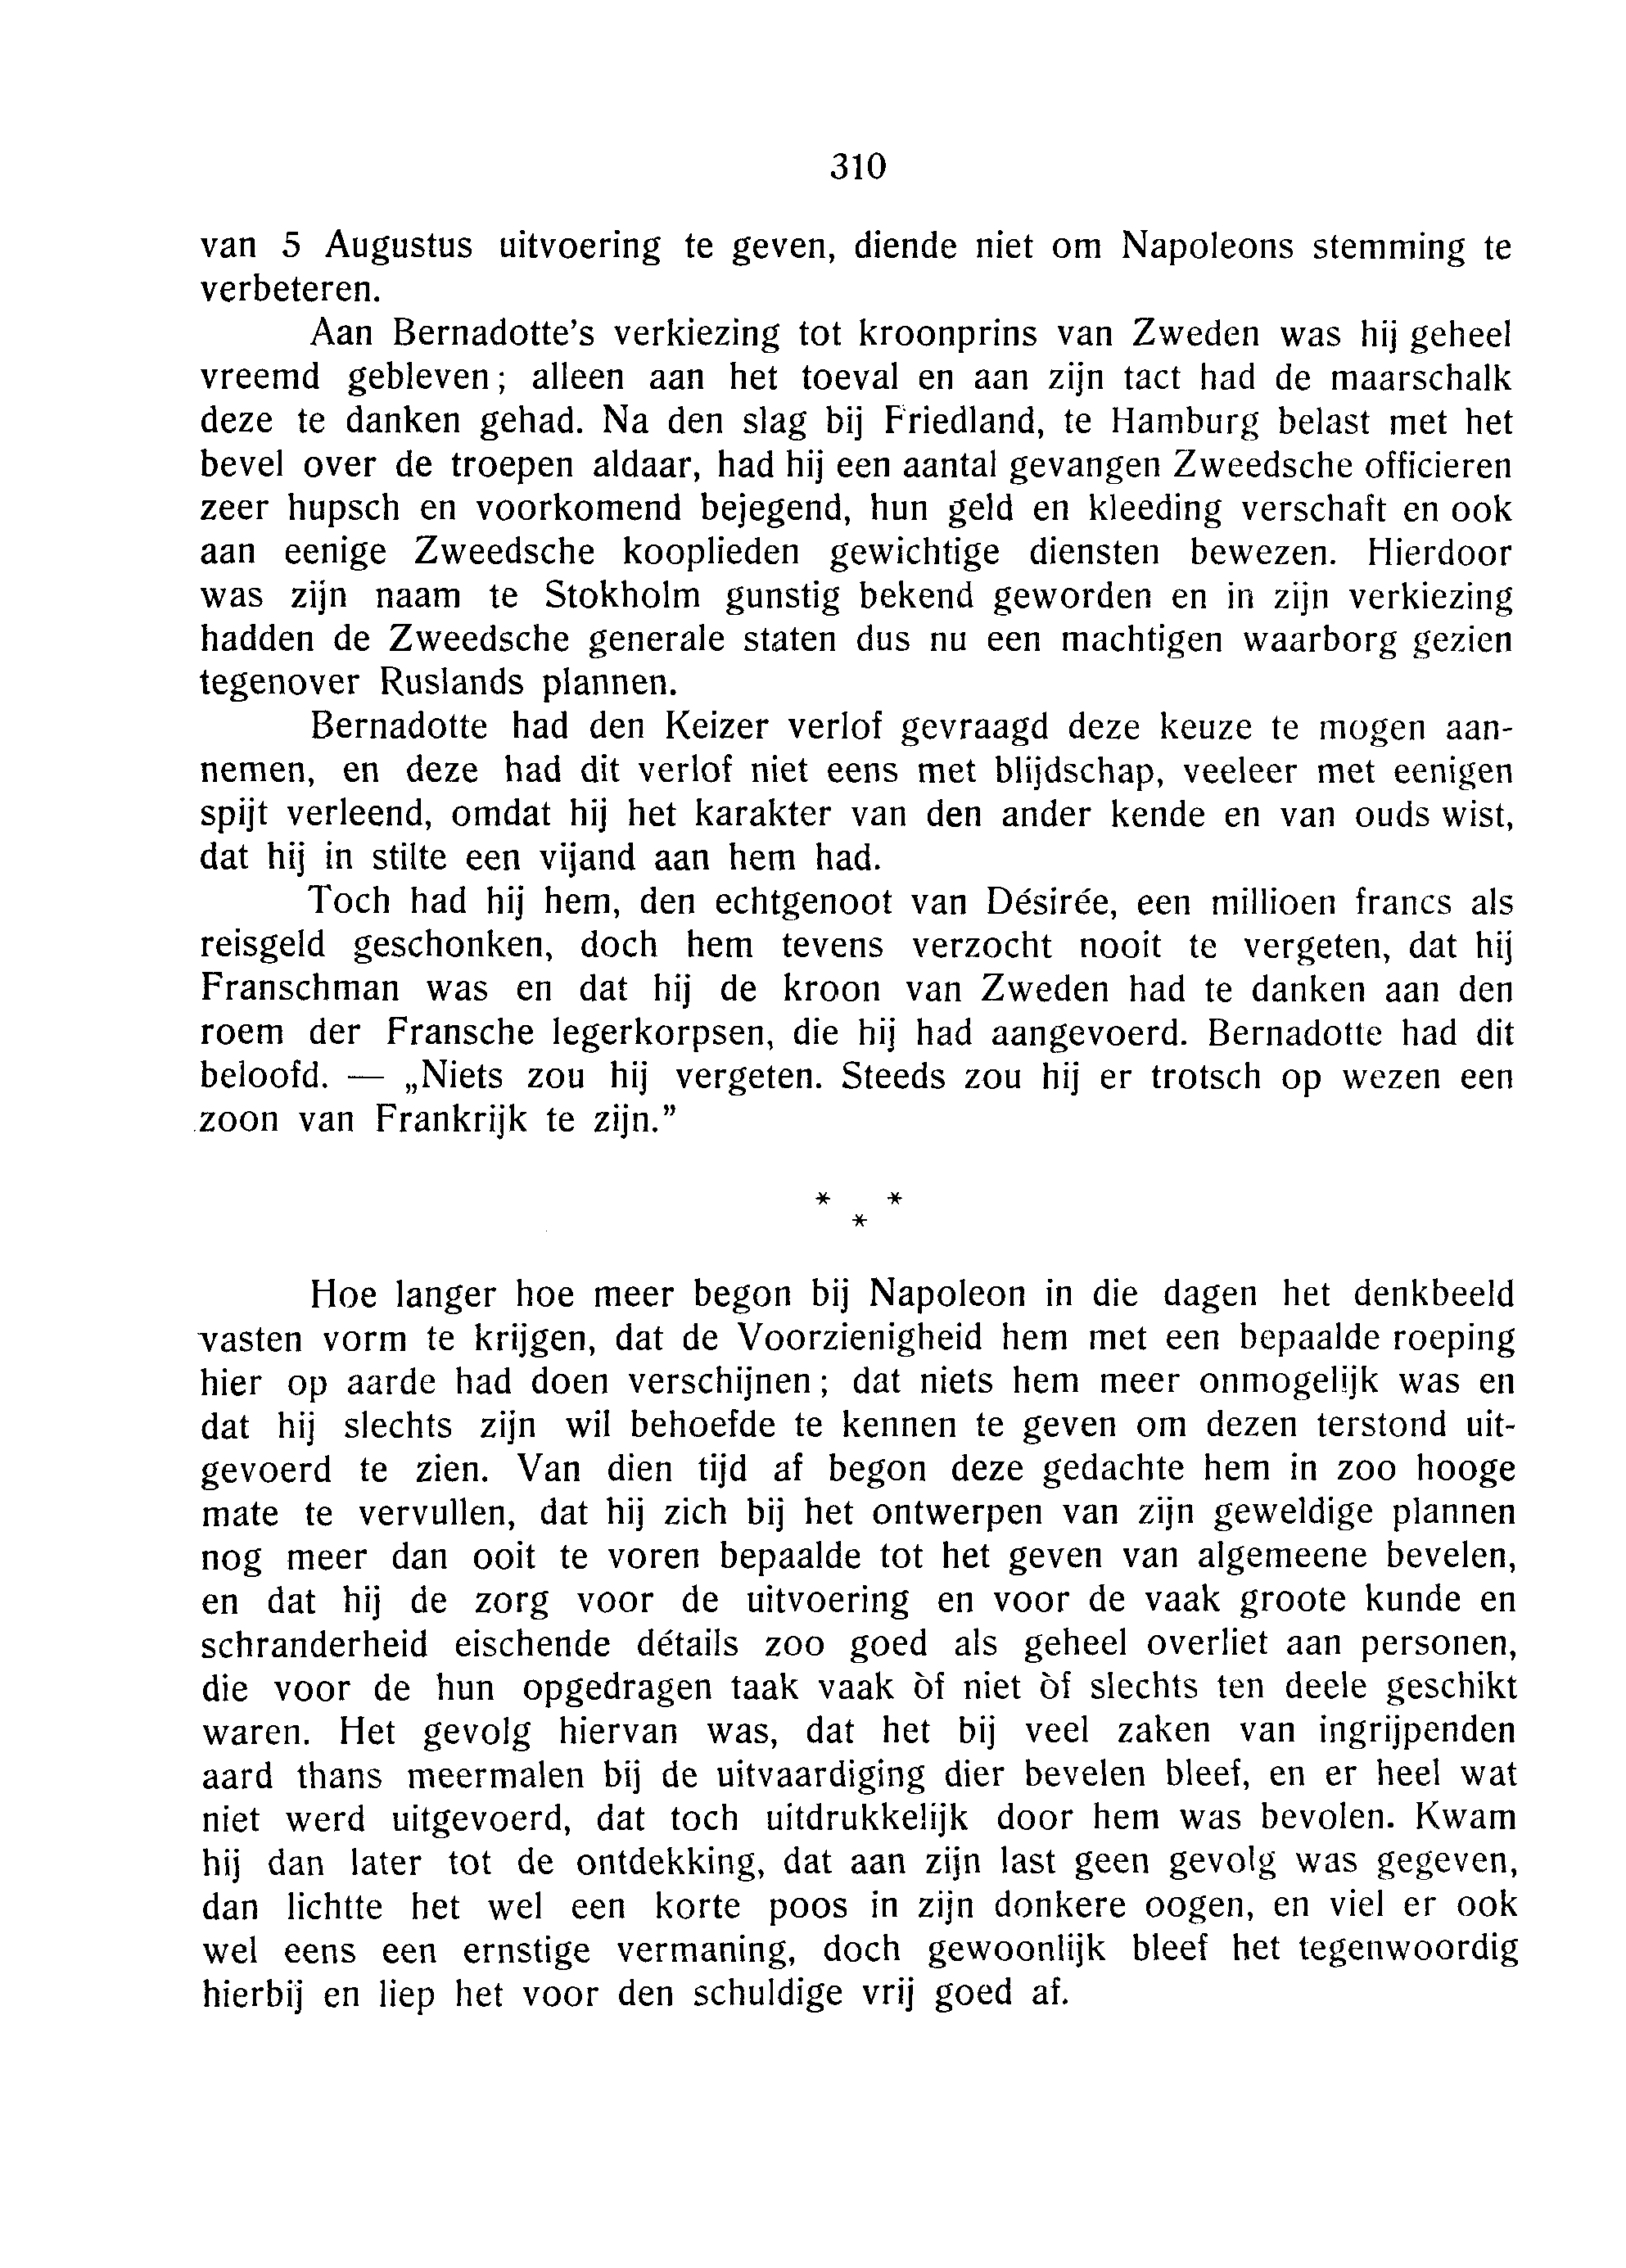 310
van 5 Augustus uitvoering te geven, diende niet om Napoleons stemming te
verbeteren.
Aan Bernadotte’s verkiezing tot kroonprins van Zweden was hij geheel
vreemd gebleven; alleen aan het toeval en aan zijn tact had de maarschalk
deze te danken gehad. Na den slag bij Friedland, te Hamburg belast met het
bevel over de troepen aldaar, had hij een aantal gevangen Zweedsche officieren
zeer hupsch en voorkomend bejegend, hun geld en kleeding verschaft en ook
aan eenige Zweedsche kooplieden gewichtige diensten bewezen. Hierdoor
was zijn naam te Stokholm gunstig bekend geworden en in zijn verkiezing
hadden de Zweedsche generale staten dus nu een machtigen waarborg gezien
tegenover Ruslands plannen.
Bernadotte had den Keizer verlof gevraagd deze keuze te mogen aan-
nemen, en deze had dit verlof niet eens met blijdschap, veeleer met eenigen
spijt verleend, omdat hij het karakter van den ander kende en van ouds wist,
dat hij in stilte een vijand aan hem had.
Toch had hij hem, den echtgenoot van Désirée, een millioen francs als
reisgeld geschonken, doch hem tevens verzocht nooit te vergeten, dat hij
Franschman was en dat hij de kroon van Zweden had te danken aan den
roem der Fransche legerkorpsen, die hij had aangevoerd. Bernadotte had dit
beloofd. — „Niets zou hij vergeten. Steeds zou hij er trotsch op wezen een
zoon van Frankrijk te zijn.”
* *
*
Hoe langer hoe meer begon bij Napoleon in die dagen het denkbeeld
vasten vorm te krijgen, dat de Voorzienigheid hem met een bepaalde roeping
hier op aarde had doen verschijnen; dat niets hem meer onmogelijk was en
dat hij slechts zijn wil behoefde te kennen te geven om dezen terstond uit-
gevoerd te zien. Van dien tijd af begon deze gedachte hem in zoo hooge
mate te vervullen, dat hij zich bij het ontwerpen van zijn geweldige plannen
nog meer dan ooit te voren bepaalde tot het geven van algemeene bevelen,
en dat hij de zorg voor de uitvoering en voor de vaak groote kunde en
schranderheid eischende détails zoo goed als geheel overliet aan personen,
die voor de hun opgedragen taak vaak òf niet òf slechts ten deele geschikt
waren. Het gevolg hiervan was, dat het bij veel zaken van ingrijpenden
aard thans meermalen bij de uitvaardiging dier bevelen bleef, en er heel wat
niet werd uitgevoerd, dat toch uitdrukkelijk door hem was bevolen. Kwam
hij dan later tot de ontdekking, dat aan zijn last geen gevolg was gegeven,
dan lichtte het wel een korte poos in zijn donkere oogen, en viel er ook
wel eens een ernstige vermaning, doch gewoonlijk bleef het tegenwoordig
hierbij en liep het voor den schuldige vrij goed af.